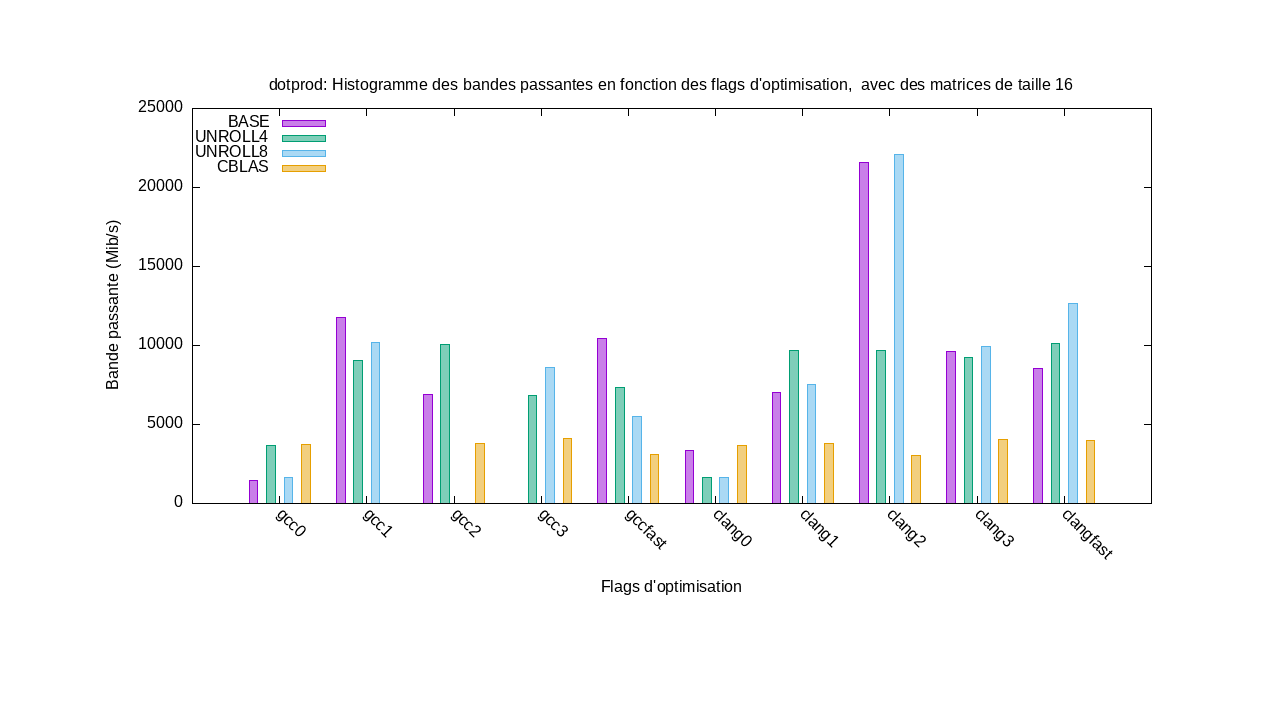 dotprod: Histogramme des bandes passantes en fonction des flags d'optimisation,  avec des matrices de taille 16
25000
20000
15000
10000
5000
0
Bande passante (Mib/s)
BASE
UNROLL4
UNROLL8
CBLAS
gcc0
gcc1
gcc2
gcc3
gccfast
clang0
clang1
clang2
clang3
clangfast
Flags d'optimisation